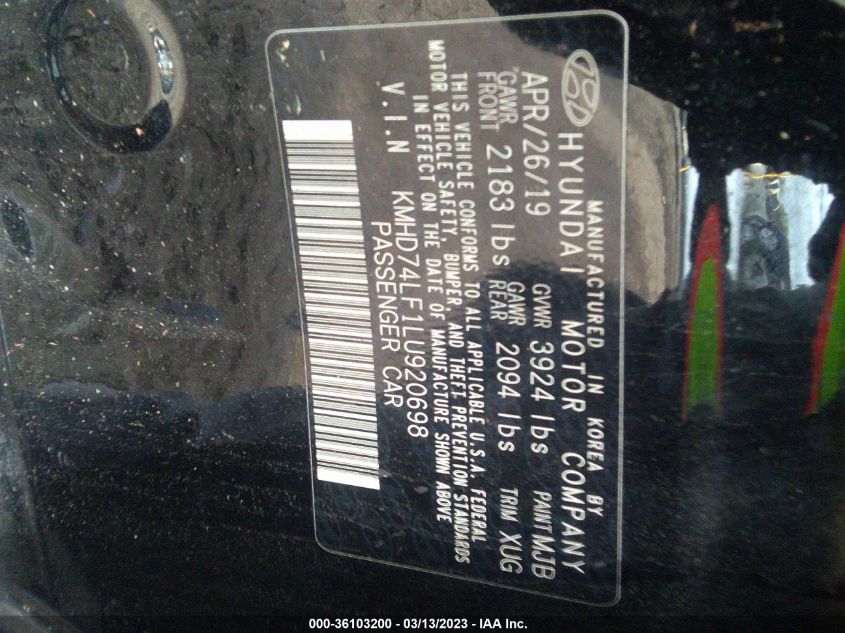 MANUFACTURED IN KOREA BY
HYUNDAI MOTOR COMPANY
APR/26/19 GVWR 3924 lbs PAINT MJB
GAWR FRONT 2183 lbs GAWR REAR 2094 lbs TRIM XUG
THIS VEHICLE CONFORMS TO ALL APPLICABLE U.S.A. FEDERAL
MOTOR VEHICLE SAFETY, BUMPER, AND THEFT PREVENTION STANDARDS
IN EFFECT ON THE DATE OF MANUFACTURE SHOWN ABOVE
V.I.N KMHD74LF1LU920698
PASSENGER CAR
000-36103200 - 03/13/2023 - IAA Inc.